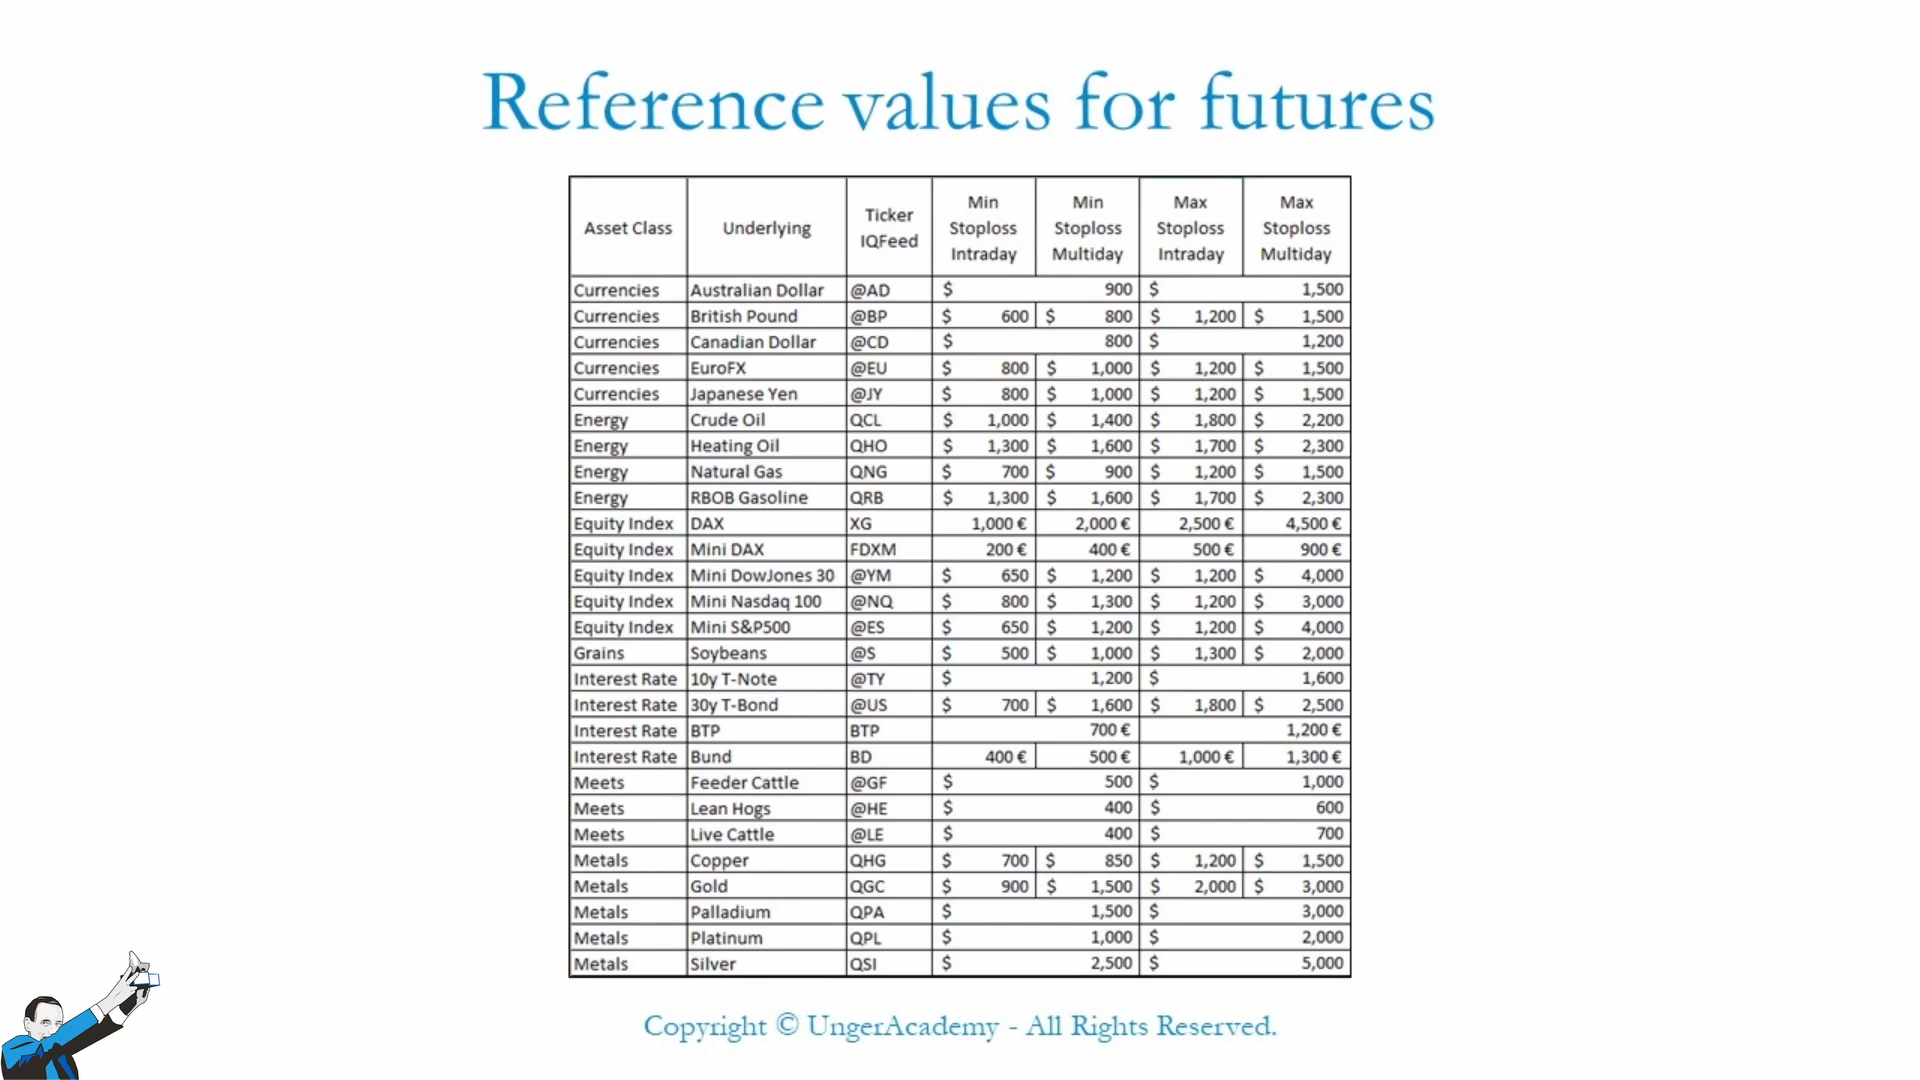 Reference values for futures
Asset Class Underlying Ticker IQFeed Min Stoploss Intraday Min Stoploss Multiday Max Stoploss Intraday Max Stoploss Multiday
Currencies Australian Dollar @AD $ 900 $ 1,500
Currencies British Pound @BP $ 600 $ 800 $ 1,200 $ 1,500
Currencies Canadian Dollar @CD $ 800 $ 1,200
Currencies EuroFX @EU $ 800 $ 1,000 $ 1,200 $ 1,500
Currencies Japanese Yen @JY $ 800 $ 1,000 $ 1,200 $ 1,500
Energy Crude Oil QCL $ 1,000 $ 1,400 $ 1,800 $ 2,200
Energy Heating Oil QHO $ 1,300 $ 1,600 $ 1,700 $ 2,300
Energy Natural Gas QNG $ 700 $ 900 $ 1,200 $ 1,500
Energy RBOB Gasoline QRB $ 1,300 $ 1,600 $ 1,700 $ 2,300
Equity Index DAX XG 1,000 € 2,000 € 2,500 € 4,500 €
Equity Index Mini DAX FDXM 200 € 400 € 500 € 900 €
Equity Index Mini DowJones 30 @YM $ 650 $ 1,200 $ 1,200 $ 4,000
Equity Index Mini Nasdaq 100 @NQ $ 800 $ 1,300 $ 1,200 $ 3,000
Equity Index Mini S&P500 @ES $ 650 $ 1,200 $ 1,200 $ 4,000
Grains Soybeans @S $ 500 $ 1,000 $ 1,300 $ 2,000
Interest Rate 10y T-Note @TY $ 1,200 $ 1,600
Interest Rate 30y T-Bond @US $ 700 $ 1,600 $ 1,800 $ 2,500
Interest Rate BTP BTP 700 € 1,200 €
Interest Rate Bund BD 400 € 500 € 1,000 € 1,300 €
Meets Feeder Cattle @GF $ 500 $ 1,000
Meets Lean Hogs @HE $ 400 $ 600
Meets Live Cattle @LE $ 400 $ 700
Metals Copper QHG $ 700 $ 850 $ 1,200 $ 1,500
Metals Gold QGC $ 900 $ 1,500 $ 2,000 $ 3,000
Metals Palladium QPA $ 1,500 $ 3,000
Metals Platinum QPL $ 1,000 $ 2,000
Metals Silver QSI $ 2,500 $ 5,000
Copyright © UngerAcademy - All Rights Reserved.